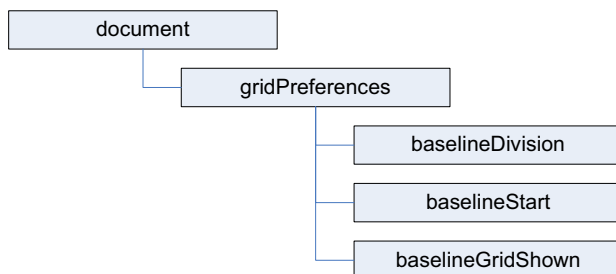 document
gridPreferences
baselineDivision
baselineStart
baselineGridShown